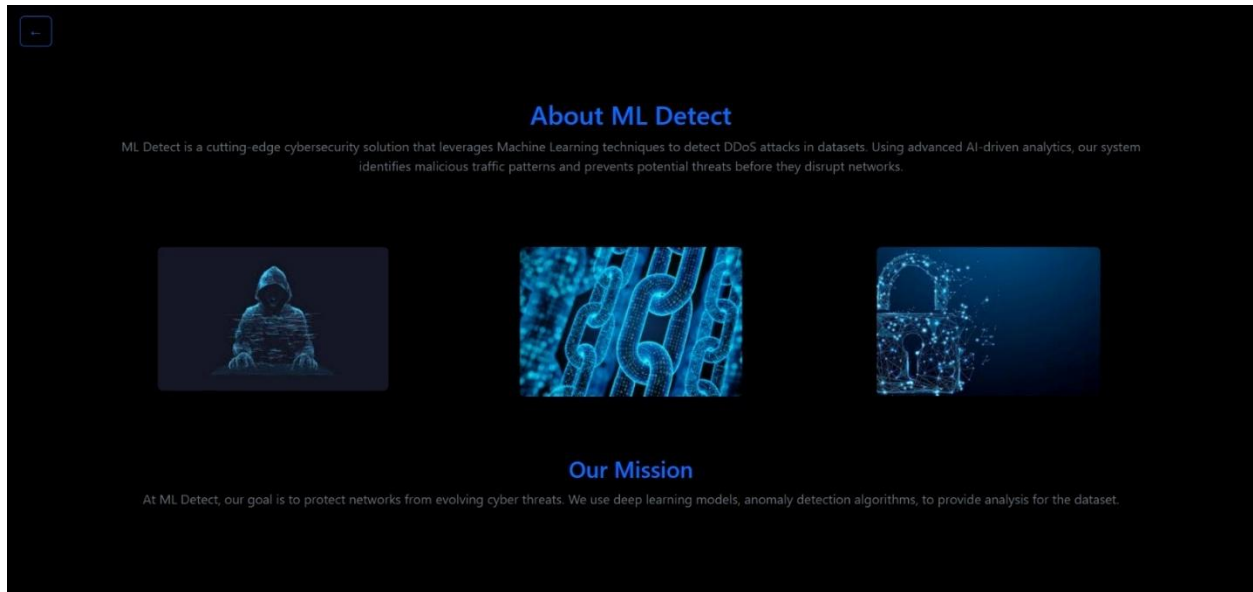 ←
About ML Detect
ML Detect is a cutting-edge cybersecurity solution that leverages Machine Learning techniques to detect DDoS attacks in datasets. Using advanced AI-driven analytics, our system
identifies malicious traffic patterns and prevents potential threats before they disrupt networks.
Our Mission
At ML Detect, our goal is to protect networks from evolving cyber threats. We use deep learning models, anomaly detection algorithms, to provide analysis for the dataset.